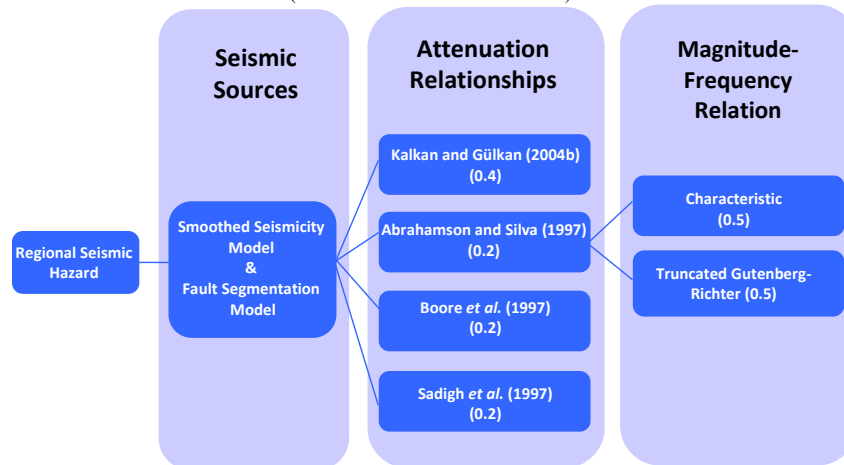 Seismic
Sources
Attenuation
Relationships
Magnitude-
Frequency
Relation
Regional Seismic
Hazard
Smoothed Seismicity
Model
&
Fault Segmentation
Model
Kalkan and Gülkan (2004b)
(0.4)
Abrahamson and Silva (1997)
(0.2)
Boore et al. (1997)
(0.2)
Sadigh et al. (1997)
(0.2)
Characteristic
(0.5)
Truncated Gutenberg-
Richter (0.5)